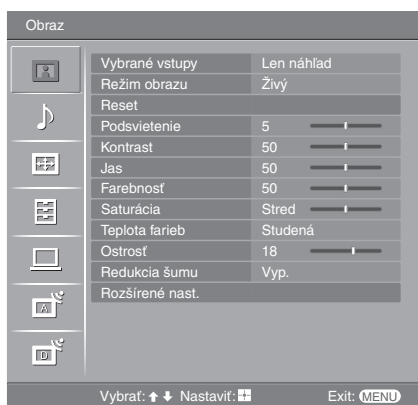 Obraz
Vybrané vstupy Len náhľad
Režim obrazu Živý
Reset
Podsvietenie 5
Kontrast 50
Jas 50
Farebnosť 50
Saturácia Stred
Teplota farieb Studená
Ostrosť 18
Redukcia šumu Vyp.
Rozšírené nast.
A
D
Vybrať: Nastaviť: Exit: MENU